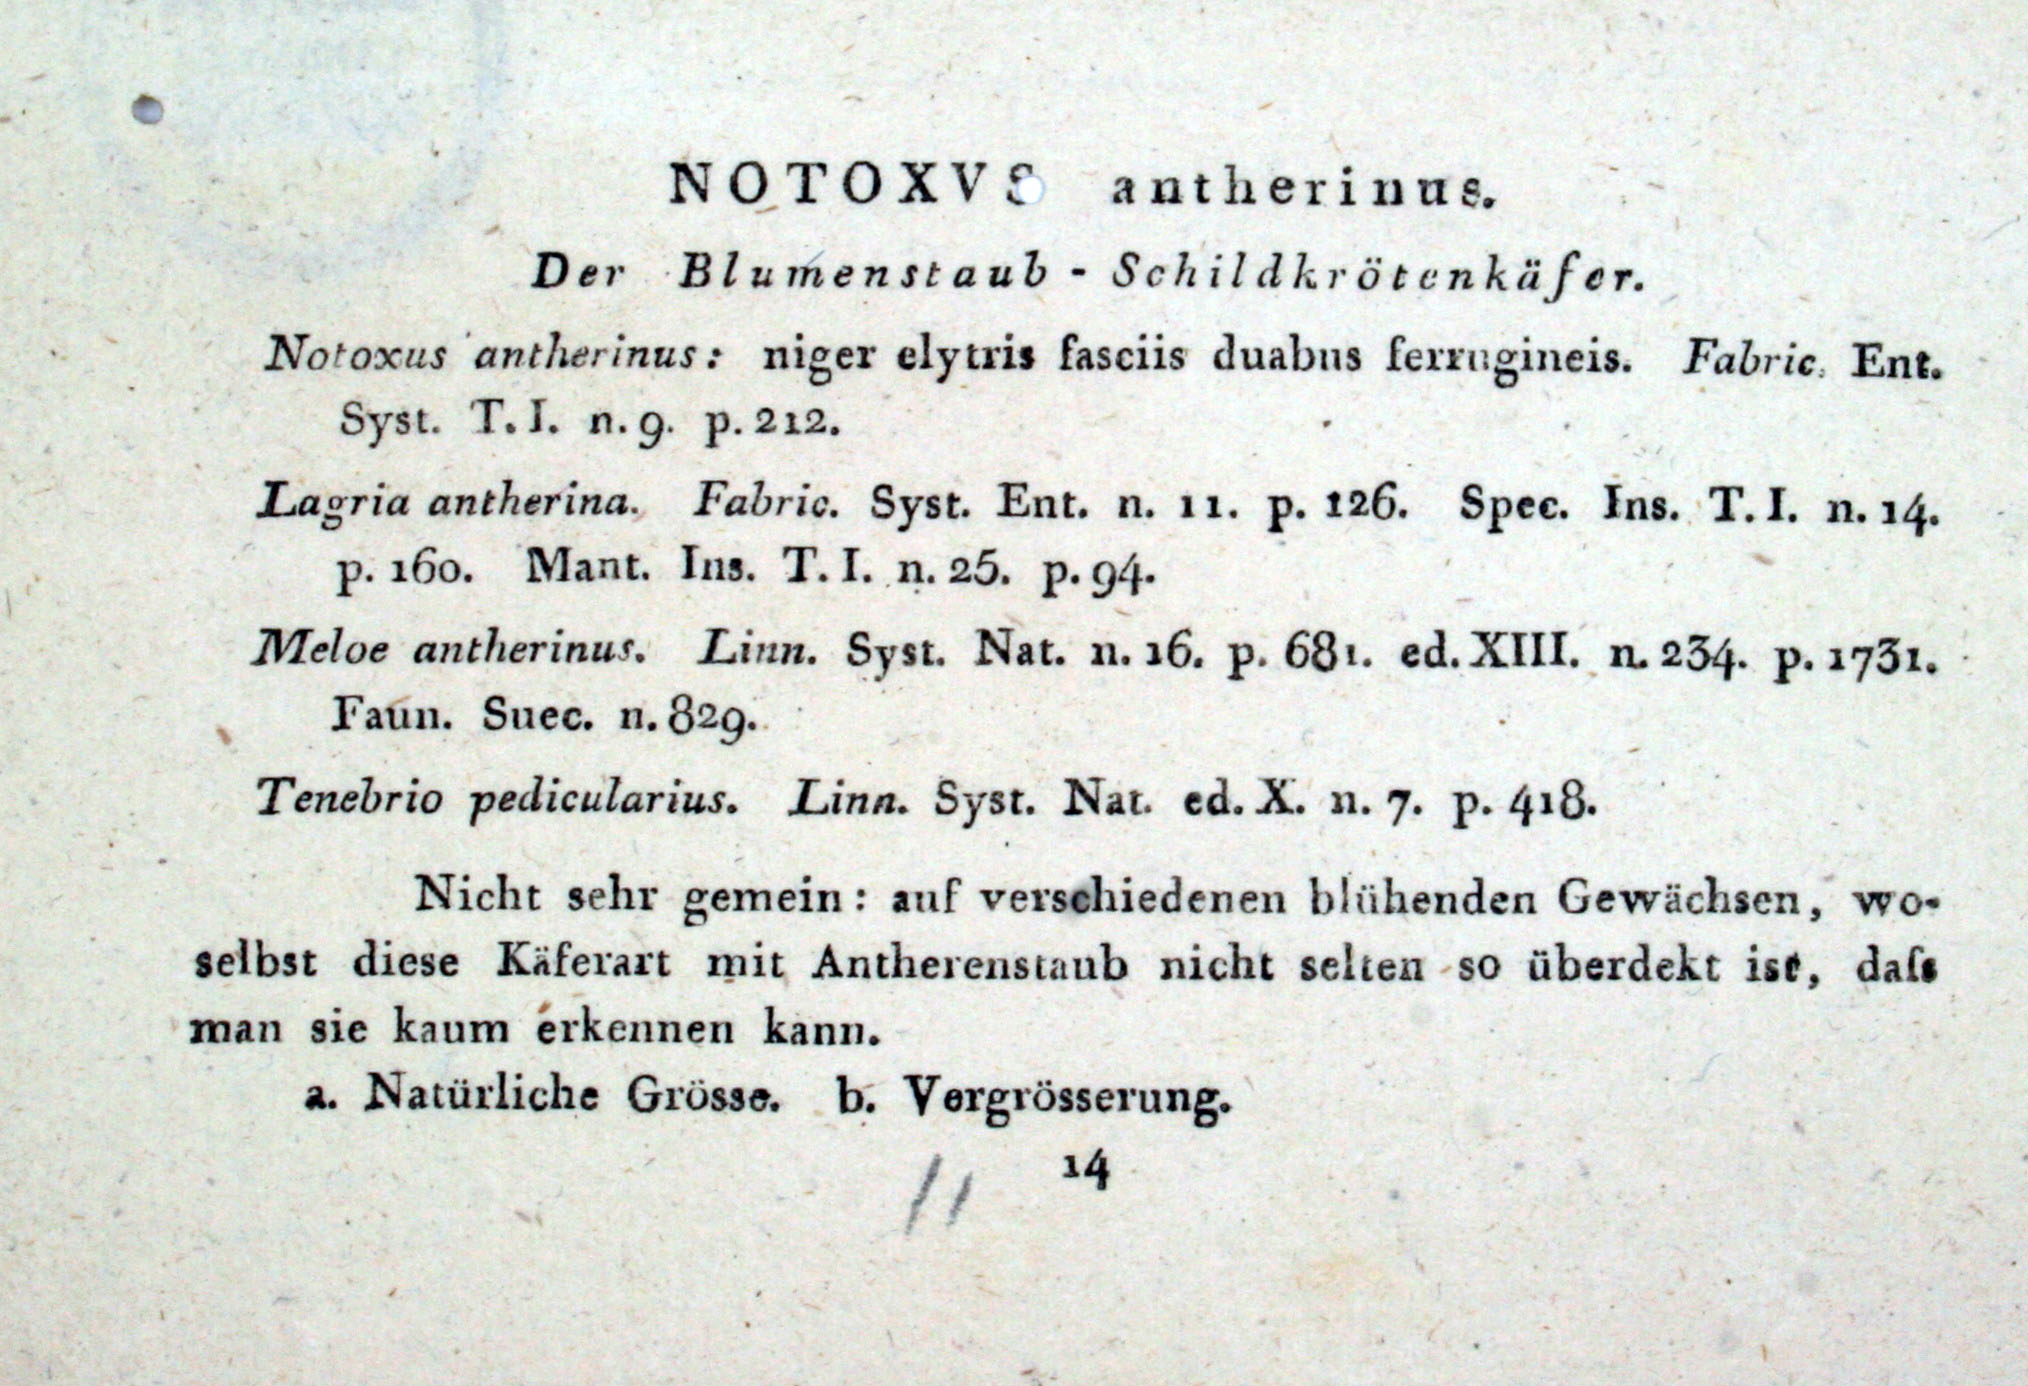 NOTOXVS antherinus.
Der Blumenstaub - Schildkrötenkäfer.
Notoxus antherinus: niger elytris fasciis duabus ferrugineis. Fabric. Ent.
Syst. T. I. n. 9. p. 212.
Lagria antherina. Fabric. Syst. Ent. n. 11. p. 126. Spec. Ins. T. I. n. 14.
p. 160. Mant. Ins. T. I. n. 25. p. 94.
Meloe antherinus. Linn. Syst. Nat. n. 16. p. 681. ed. XIII. n. 234. p. 1731.
Faun. Suec. n. 829.
Tenebrio pedicularius. Linn. Syst. Nat. ed. X. n. 7. p. 418.
Nicht sehr gemein: auf verschiedenen blühenden Gewächsen, wo-
selbst diese Käferart mit Antherenstaub nicht selten so überdekt ist, daſs
man sie kaum erkennen kann.
a. Natürliche Grösse. b. Vergrösserung.
14
11